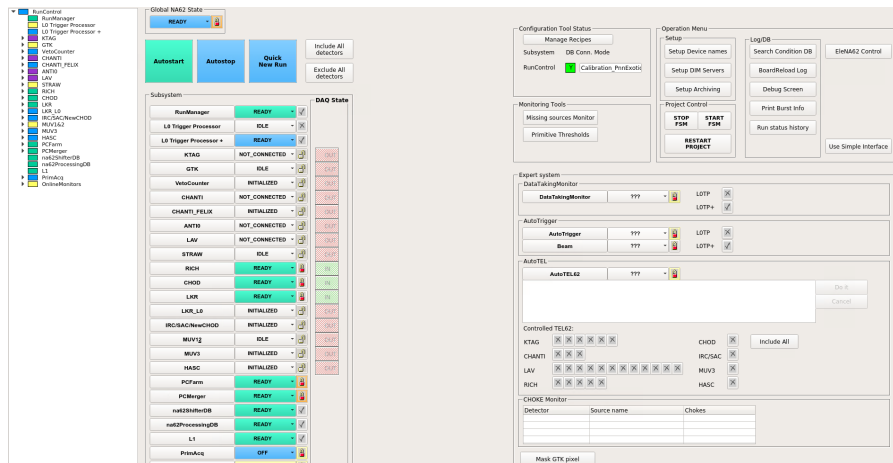 RunControl
RunManager
L0 Trigger Processor
L0 Trigger Processor +
KTAG
GTK
VetoCounter
CHANTI
CHANTI_FELIX
ANTI0
LAV
STRAW
RICH
CHOD
LKR
LKR_L0
IRC/SAC/NewCHOD
MUV1&2
MUV3
HASC
PCFarm
PCMerger
na62ShifterDB
na62ProcessingDB
L1
PrimAcq
OnlineMonitors
Global NA62 State
READY
Autostart
Autostop
Quick
New Run
Include All
detectors
Exclude All
detectors
Subsystem
DAQ State
RunManager READY
L0 Trigger Processor IDLE
L0 Trigger Processor + READY
KTAG NOT_CONNECTED OUT
GTK IDLE OUT
VetoCounter INITIALIZED OUT
CHANTI NOT_CONNECTED OUT
CHANTI_FELIX INITIALIZED OUT
ANTI0 NOT_CONNECTED OUT
LAV NOT_CONNECTED OUT
STRAW IDLE OUT
RICH READY IN
CHOD READY IN
LKR READY IN
LKR_L0 INITIALIZED OUT
IRC/SAC/NewCHOD INITIALIZED OUT
MUV12 IDLE OUT
MUV3 INITIALIZED OUT
HASC INITIALIZED OUT
PCFarm READY
PCMerger READY
na62ShifterDB READY
na62ProcessingDB READY
L1 READY
PrimAcq OFF
Configuration Tool Status
Manage Recipes
Subsystem DB Conn. Mode
RunControl Y Calibration_PnnExotic
Monitoring Tools
Missing sources Monitor
Primitive Thresholds
Operation Menu
Setup
Setup Device names
Setup DIM Servers
Setup Archiving
Project Control
STOP
FSM
START
FSM
RESTART
PROJECT
Log/DB
Search Condition DB
BoardReload Log
Debug Screen
Print Burst Info
Run status history
EleNA62 Control
Use Simple Interface
Expert system
DataTakingMonitor
DataTakingMonitor ??? L0TP
L0TP+
AutoTrigger
AutoTrigger ??? L0TP
Beam ??? L0TP+
AutoTEL
AutoTEL62 ???
Do it
Cancel
Controlled TEL62:
KTAG CHOD Include All
CHANTI IRC/SAC
LAV MUV3
RICH HASC
CHOKE Monitor
Detector Source name Chokes
Mask GTK pixel